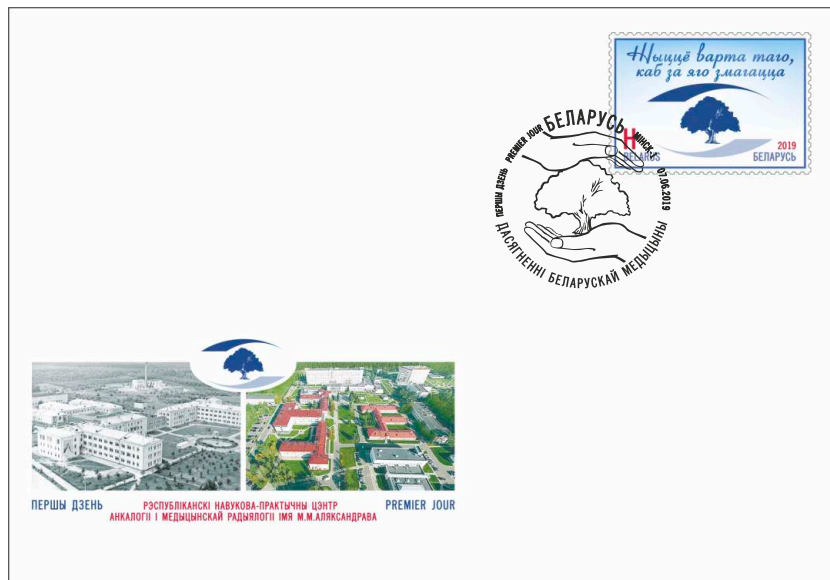 Жыццё варта таго,
каб за яго змагацца
H
2019
BELARUS
БЕЛАРУСЬ
ПЕРШЫ ДЗЕНЬ PREMIER JOUR БЕЛАРУСЬ МІНСК-1 07.06.2019
ДАСЯГНЕННІ БЕЛАРУСКАЙ МЕДЫЦЫНЫ
ПЕРШЫ ДЗЕНЬ
РЭСПУБЛІКАНСКІ НАВУКОВА-ПРАКТЫЧНЫ ЦЭНТР
АНКАЛОГІІ І МЕДЫЦЫНСКАЙ РАДЫЯЛОГІІ ІМЯ М.М.АЛЯКСАНДРАВА
PREMIER JOUR